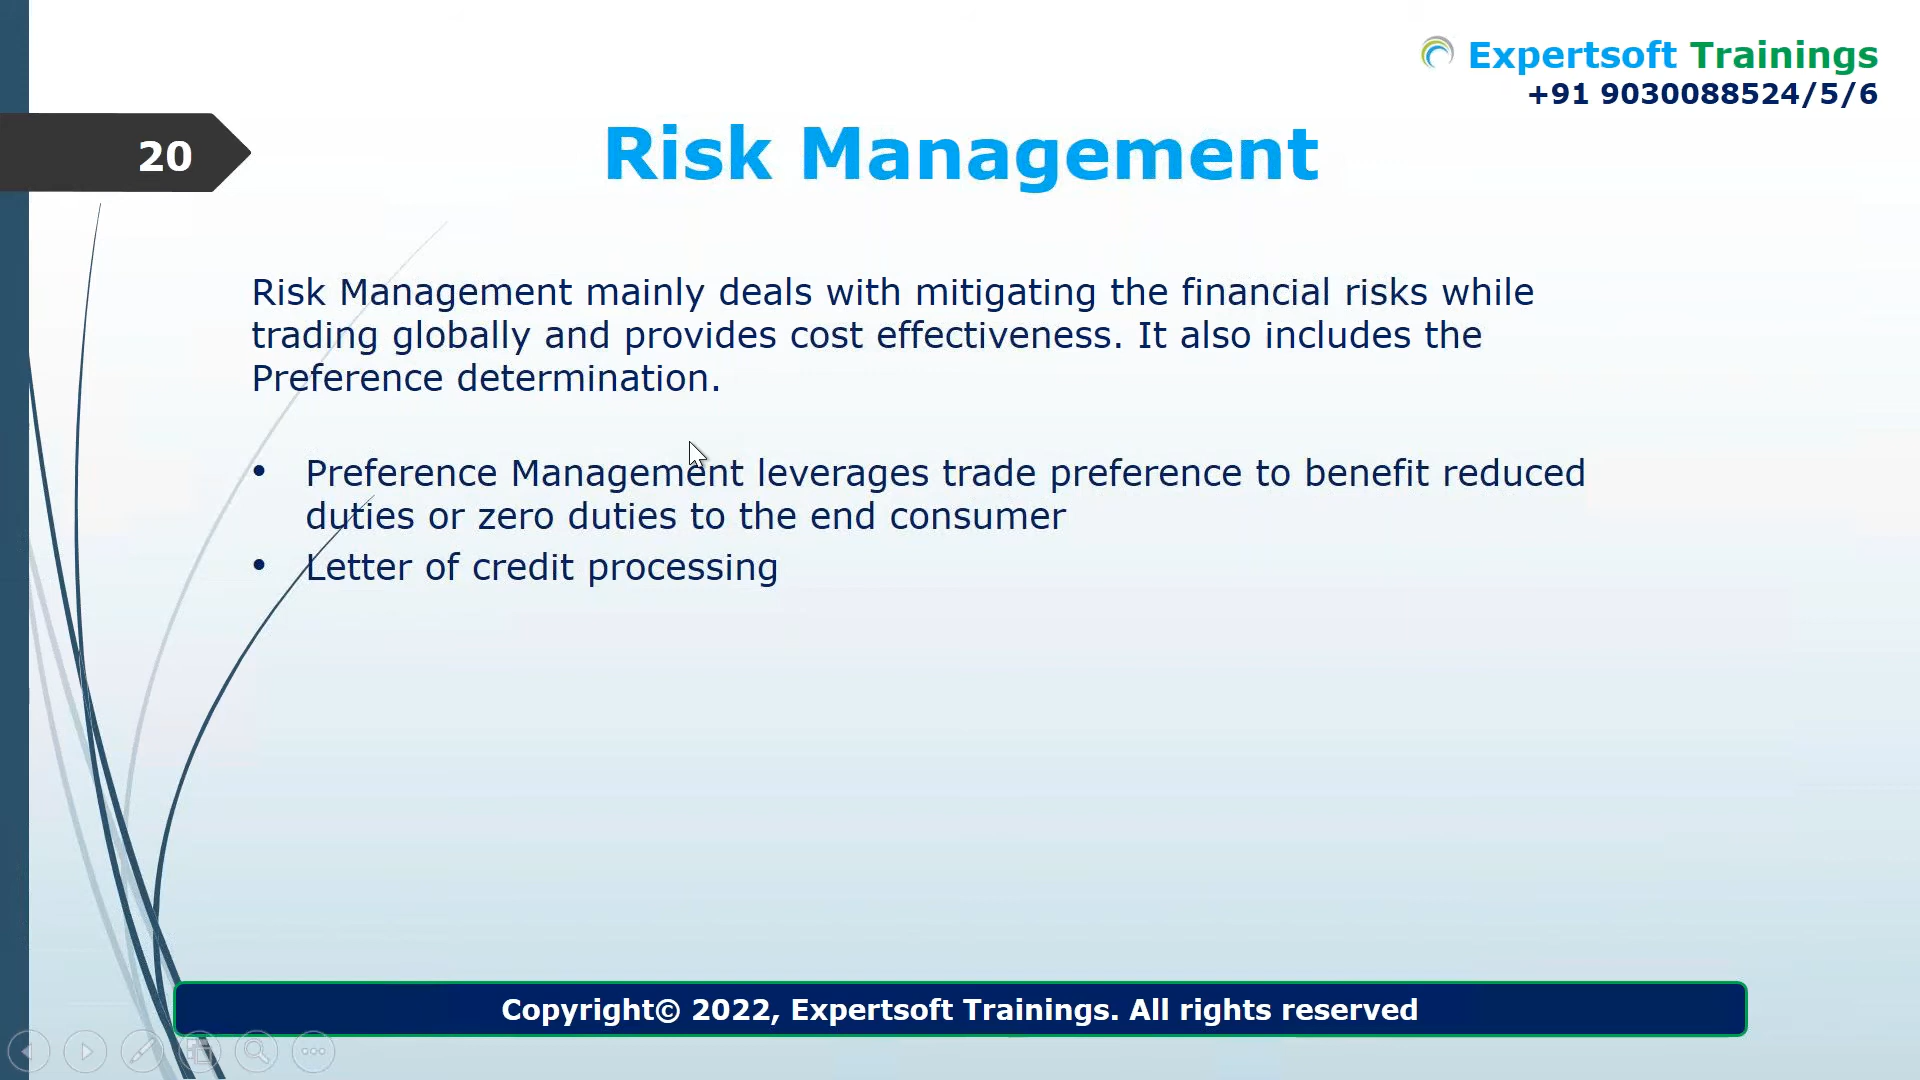 Expertsoft Trainings
+91 9030088524/5/6
20
Risk Management
Risk Management mainly deals with mitigating the financial risks while
trading globally and provides cost effectiveness. It also includes the
Preference determination.
• Preference Management leverages trade preference to benefit reduced
duties or zero duties to the end consumer
• Letter of credit processing
Copyright© 2022, Expertsoft Trainings. All rights reserved